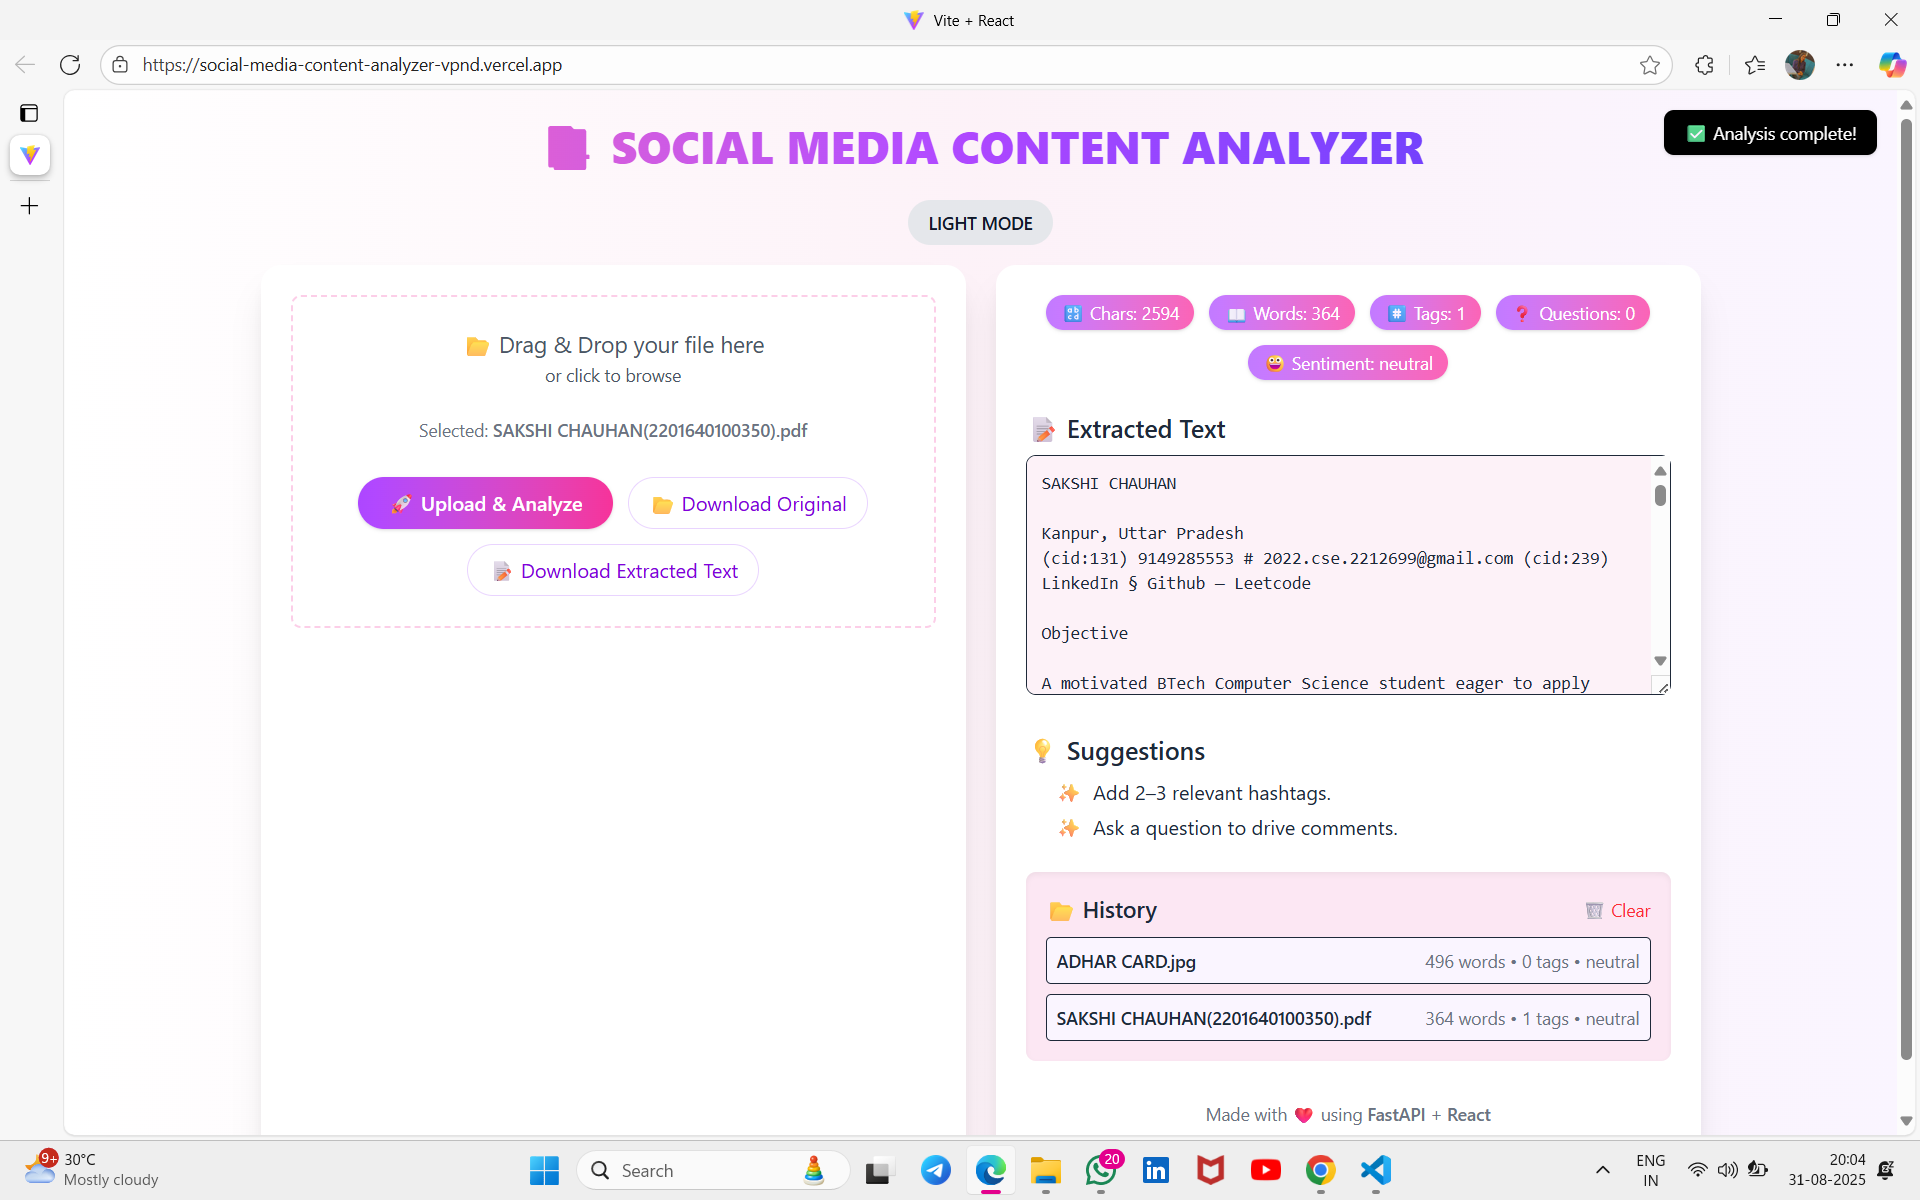 Vite + React
https://social-media-content-analyzer-vpnd.vercel.app
✅ Analysis complete!
SOCIAL MEDIA CONTENT ANALYZER
LIGHT MODE
📂 Drag & Drop your file here
or click to browse
Selected: SAKSHI CHAUHAN(2201640100350).pdf
🚀 Upload & Analyze
📂 Download Original
📝 Download Extracted Text
🔡 Chars: 2594
📖 Words: 364
#️⃣ Tags: 1
❓ Questions: 0
😀 Sentiment: neutral
📝 Extracted Text
SAKSHI CHAUHAN
Kanpur, Uttar Pradesh
(cid:131) 9149285553 # 2022.cse.2212699@gmail.com (cid:239)
LinkedIn § Github — Leetcode
Objective
A motivated BTech Computer Science student eager to apply
💡 Suggestions
✨ Add 2–3 relevant hashtags.
✨ Ask a question to drive comments.
📂 History
🗑️ Clear
ADHAR CARD.jpg 496 words • 0 tags • neutral
SAKSHI CHAUHAN(2201640100350).pdf 364 words • 1 tags • neutral
Made with ❤️ using FastAPI + React
9+
30°C
Mostly cloudy
Search
20
ENG
IN
20:04
31-08-2025